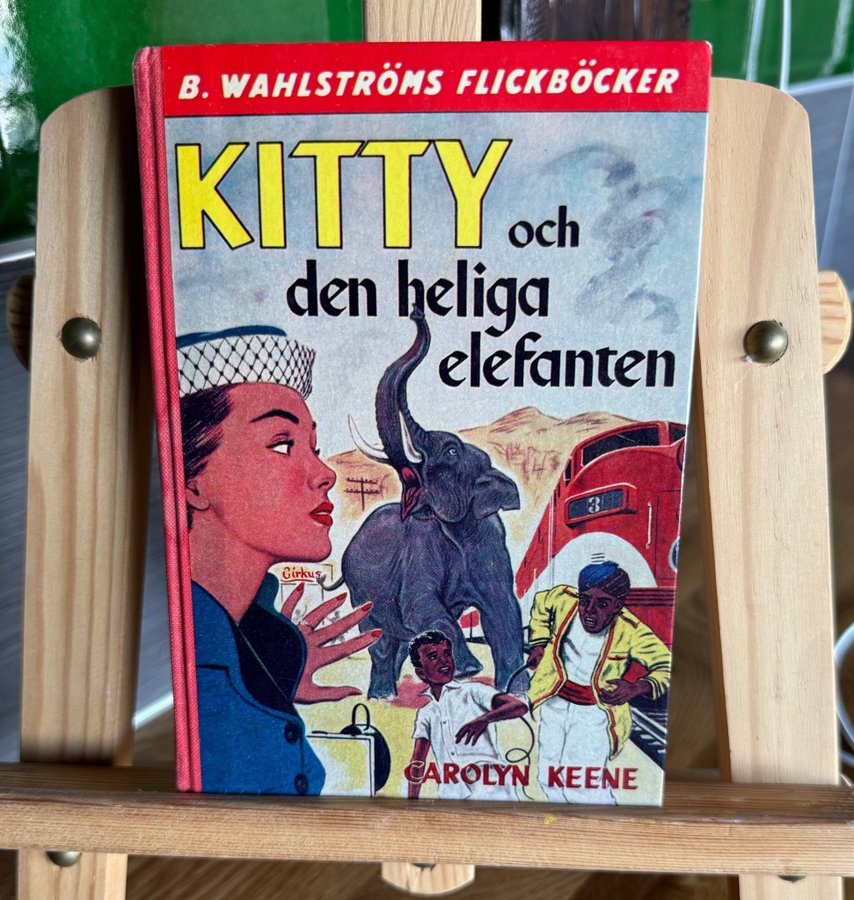 B. WAHLSTRÖMS FLICKBÖCKER
KITTY och
den heliga
elefanten
3
Cirkus
CAROLYN KEENE